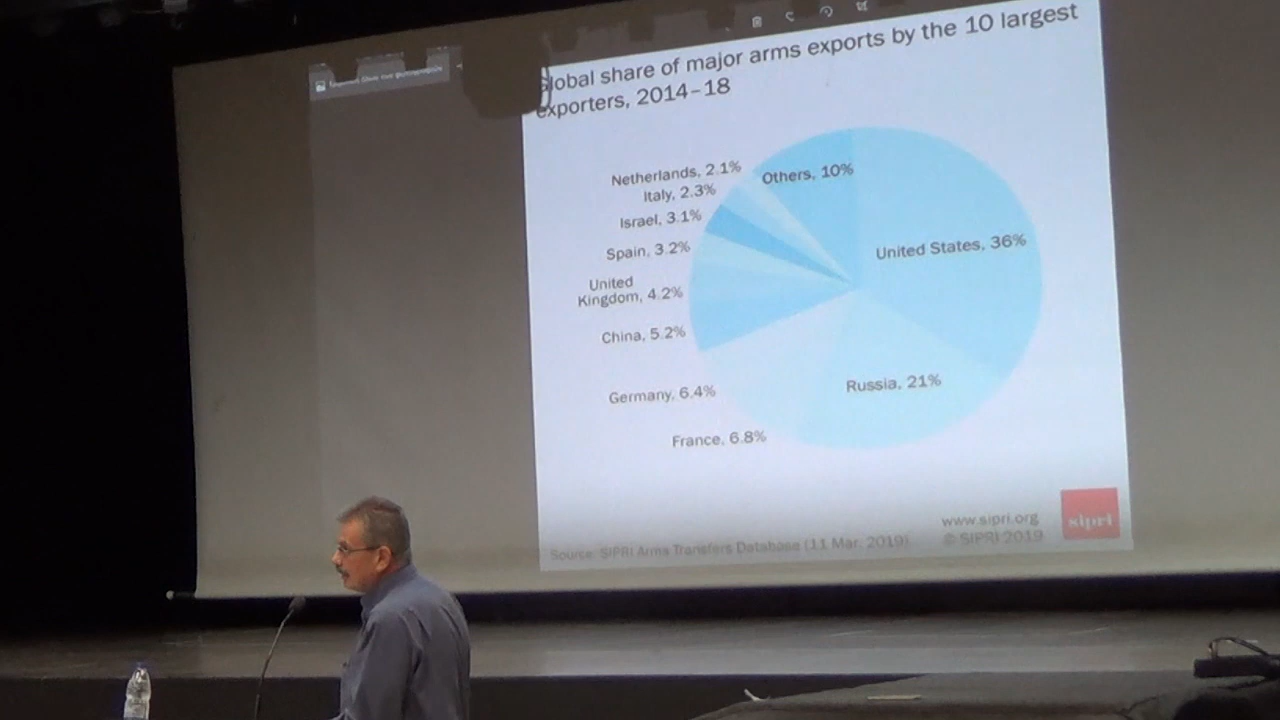 Global share of major arms exports by the 10 largest
exporters, 2014–18
Netherlands, 2.1%
Others, 10%
Italy, 2.3%
Israel, 3.1%
Spain, 3.2%
United States, 36%
United
Kingdom, 4.2%
China, 5.2%
Germany, 6.4%
Russia, 21%
France, 6.8%
www.sipri.org
© SIPRI 2019
sipri
Source: SIPRI Arms Transfers Database (11 Mar. 2019)